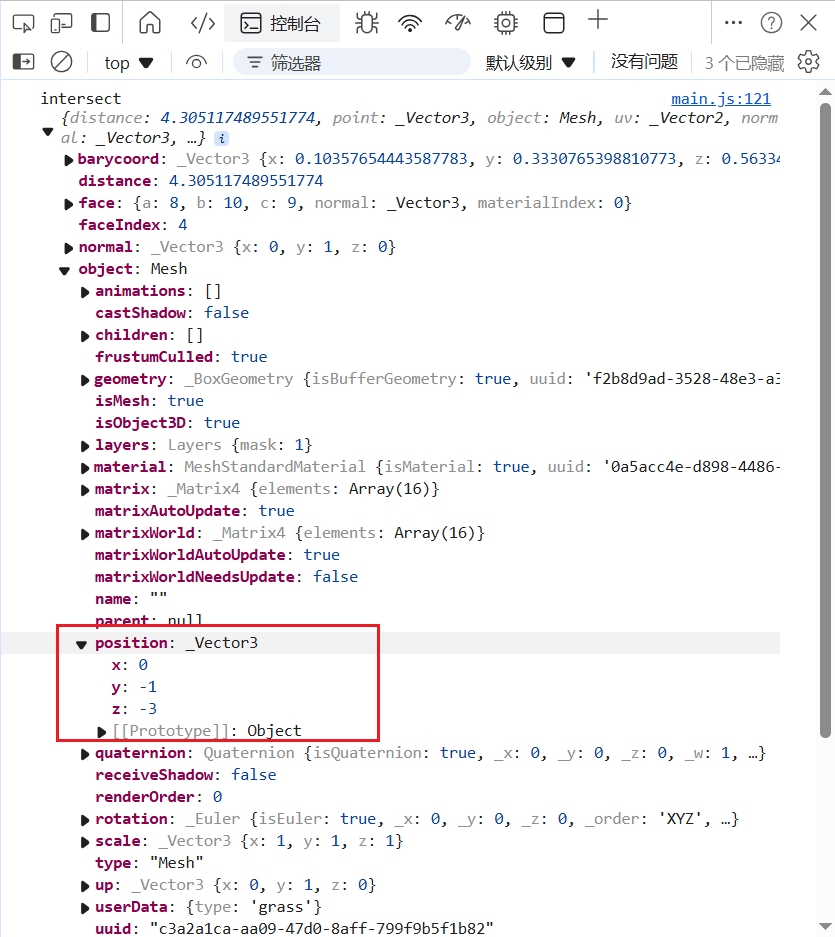 控制台
top 筛选器 默认级别 没有问题 3 个已隐藏
intersect main.js:121
{distance: 4.305117489551774, point: _Vector3, object: Mesh, uv: _Vector2, norm
al: _Vector3, …} i
barycoord: _Vector3 {x: 0.10357654443587783, y: 0.3330765398810773, z: 0.56334
distance: 4.305117489551774
face: {a: 8, b: 10, c: 9, normal: _Vector3, materialIndex: 0}
faceIndex: 4
normal: _Vector3 {x: 0, y: 1, z: 0}
object: Mesh
animations: []
castShadow: false
children: []
frustumCulled: true
geometry: _BoxGeometry {isBufferGeometry: true, uuid: 'f2b8d9ad-3528-48e3-a3
isMesh: true
isObject3D: true
layers: Layers {mask: 1}
material: MeshStandardMaterial {isMaterial: true, uuid: '0a5acc4e-d898-4486-
matrix: _Matrix4 {elements: Array(16)}
matrixAutoUpdate: true
matrixWorld: _Matrix4 {elements: Array(16)}
matrixWorldAutoUpdate: true
matrixWorldNeedsUpdate: false
name: ""
parent: null
position: _Vector3
x: 0
y: -1
z: -3
[[Prototype]]: Object
quaternion: Quaternion {isQuaternion: true, _x: 0, _y: 0, _z: 0, _w: 1, …}
receiveShadow: false
renderOrder: 0
rotation: _Euler {isEuler: true, _x: 0, _y: 0, _z: 0, _order: 'XYZ', …}
scale: _Vector3 {x: 1, y: 1, z: 1}
type: "Mesh"
up: _Vector3 {x: 0, y: 1, z: 0}
userData: {type: 'grass'}
uuid: "c3a2a1ca-aa09-47d0-8aff-799f9b5f1b82"